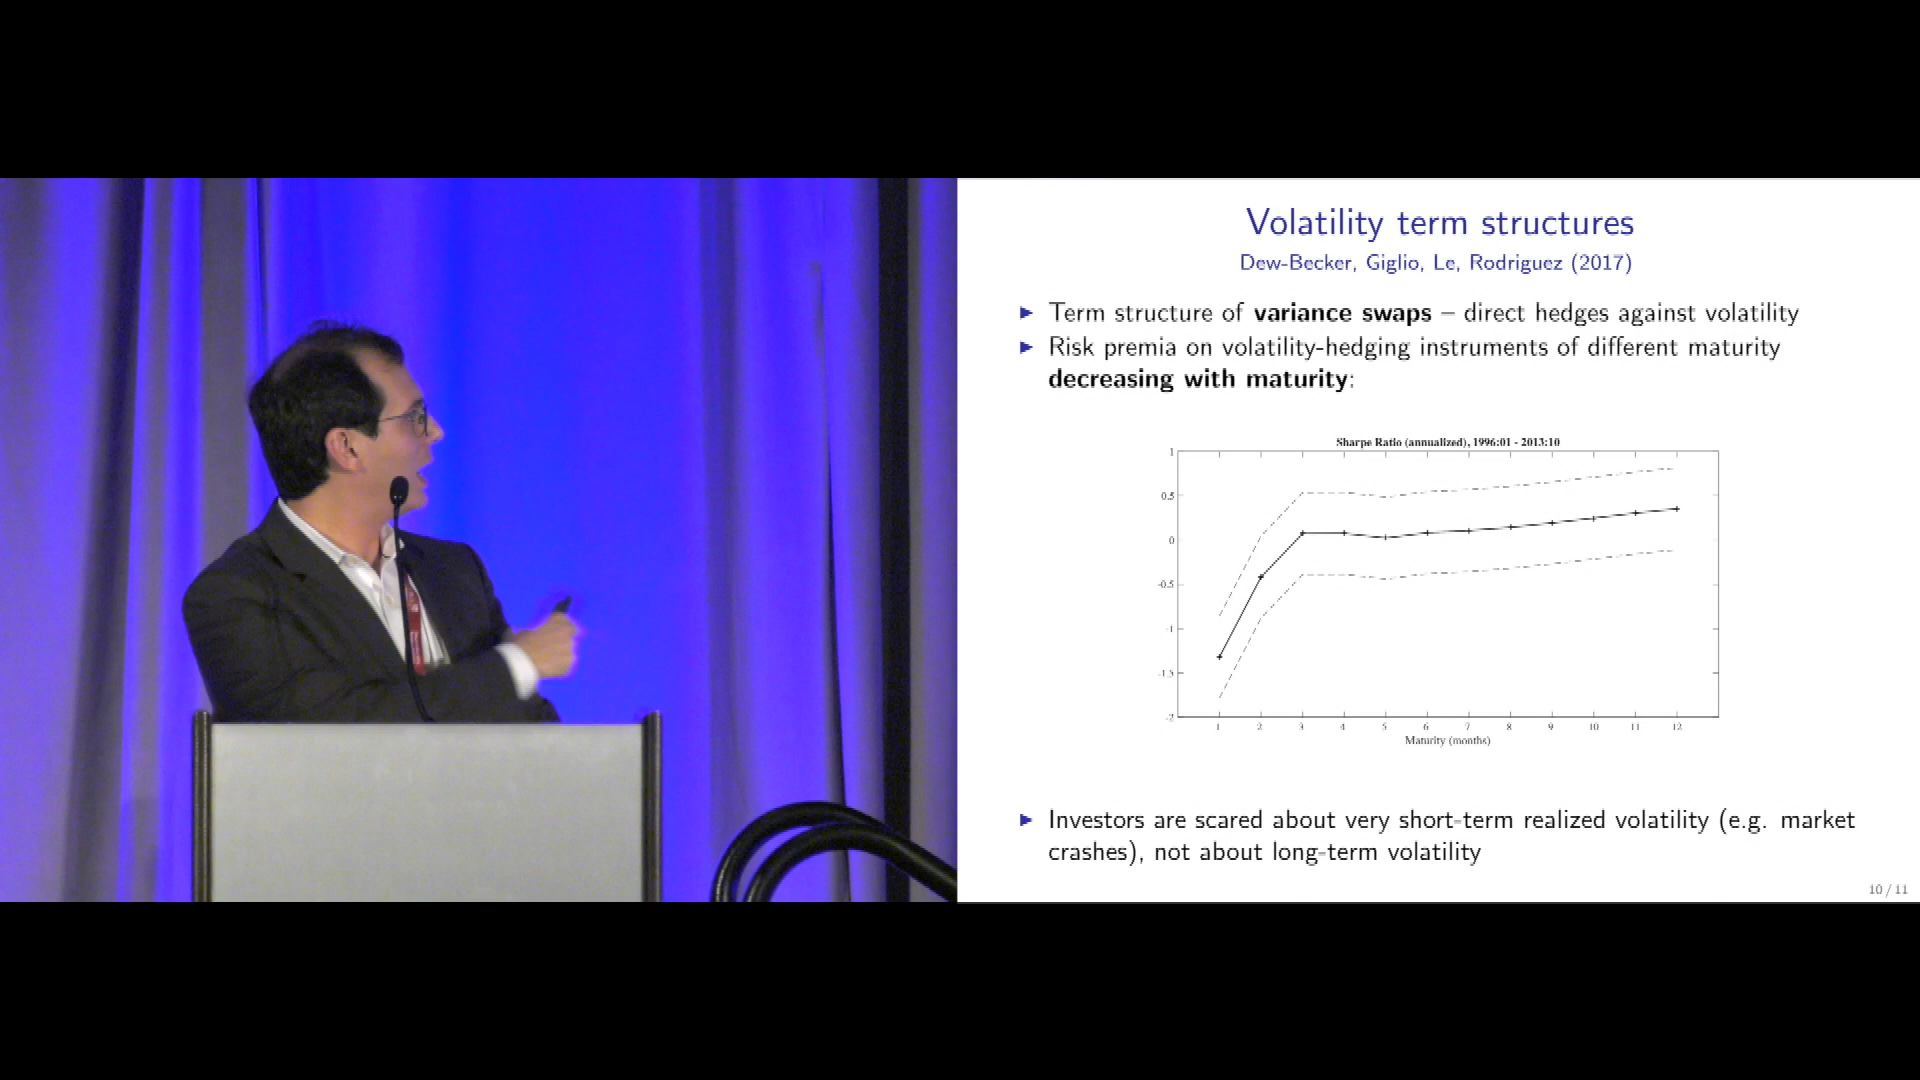 Volatility term structures
Dew-Becker, Giglio, Le, Rodriguez (2017)
Term structure of variance swaps – direct hedges against volatility
Risk premia on volatility-hedging instruments of different maturity
decreasing with maturity:
Sharpe Ratio (annualized), 1996:01 - 2013:10
1
0.5
0
-0.5
-1
-1.5
-2
1 2 3 4 5 6 7 8 9 10 11 12
Maturity (months)
Investors are scared about very short-term realized volatility (e.g. market
crashes), not about long-term volatility
10 / 11